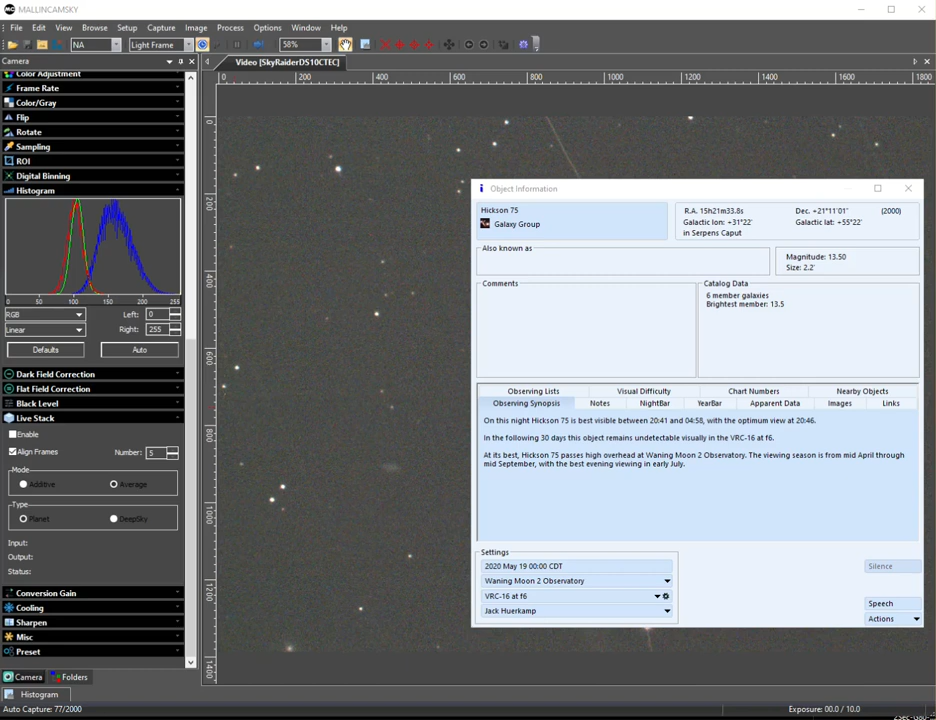 MALLINCAMSKY
File Edit View Browse Setup Capture Image Process Options Window Help
NA Light Frame 58%
Camera
Video [SkyRaiderDS10CTEC]
0 200 400 600 800 1000 1200 1400 1600 1800
Color Adjustment
Frame Rate
Color/Gray
Flip
Rotate
Sampling
ROI
Digital Binning
Histogram
0 50 100 150 200 255
RGB Left: 0
Linear Right: 255
Defaults Auto
Dark Field Correction
Flat Field Correction
Black Level
Live Stack
Enable
Align Frames Number: 5
Mode
Additive Average
Type
Planet DeepSky
Input:
Output:
Status:
Conversion Gain
Cooling
Sharpen
Misc
Preset
Camera Folders
Histogram
Auto Capture: 77/2000
0
200
400
600
800
1000
1200
1400
Object Information
Hickson 75
Galaxy Group
R.A. 15h21m33.8s Dec. +21°11'01" (2000)
Galactic lon: +31°22' Galactic lat: +55°22'
in Serpens Caput
Also known as
Magnitude: 13.50
Size: 2.2'
Comments
Catalog Data
6 member galaxies
Brightest member: 13.5
Observing Lists Visual Difficulty Chart Numbers Nearby Objects
Observing Synopsis Notes NightBar YearBar Apparent Data Images Links
On this night Hickson 75 is best visible between 20:41 and 04:58, with the optimum view at 20:46.
In the following 30 days this object remains undetectable visually in the VRC-16 at f6.
At its best, Hickson 75 passes high overhead at Waning Moon 2 Observatory. The viewing season is from mid April through
mid September, with the best evening viewing in early July.
Settings
2020 May 19 00:00 CDT
Waning Moon 2 Observatory
VRC-16 at f6
Jack Huerkamp
Silence
Speech
Actions
Exposure: 00.0 / 10.0